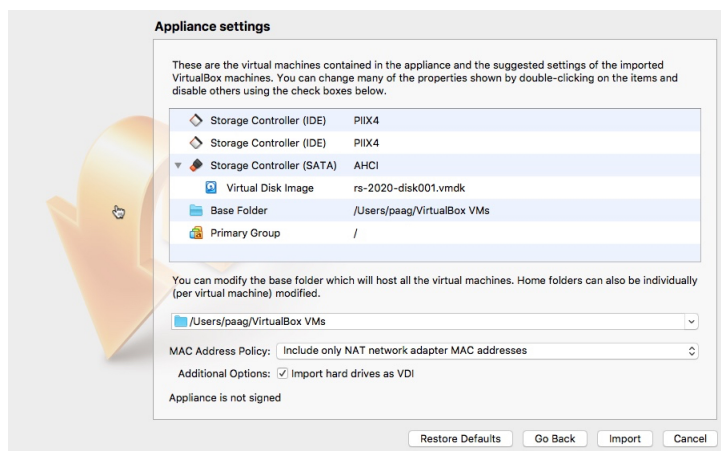 Appliance settings
These are the virtual machines contained in the appliance and the suggested settings of the imported
VirtualBox machines. You can change many of the properties shown by double-clicking on the items and
disable others using the check boxes below.
Storage Controller (IDE) PIIX4
Storage Controller (IDE) PIIX4
Storage Controller (SATA) AHCI
Virtual Disk Image rs-2020-disk001.vmdk
Base Folder /Users/paag/VirtualBox VMs
Primary Group /
You can modify the base folder which will host all the virtual machines. Home folders can also be individually
(per virtual machine) modified.
/Users/paag/VirtualBox VMs
MAC Address Policy: Include only NAT network adapter MAC addresses
Additional Options: Import hard drives as VDI
Appliance is not signed
Restore Defaults Go Back Import Cancel